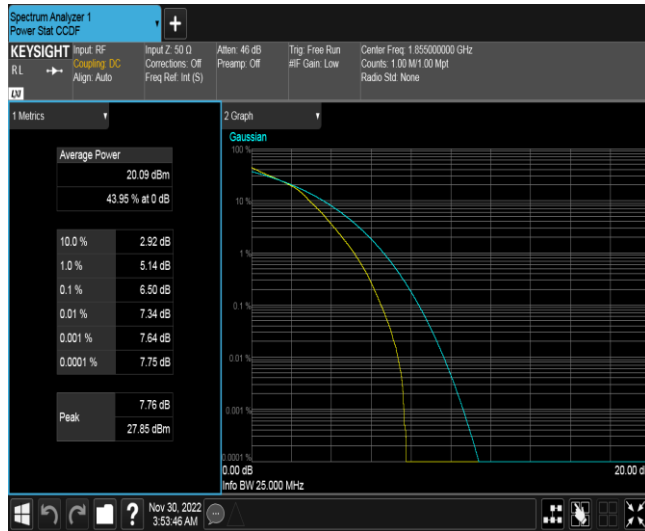 Spectrum Analyzer 1
Power Stat CCDF
+
KEYSIGHT
RL
LXI
Input: RF
Coupling: DC
Align: Auto
Input Z: 50 Ω
Corrections: Off
Freq Ref: Int (S)
Atten: 46 dB
Preamp: Off
Trig: Free Run
#IF Gain: Low
Center Freq: 1.855000000 GHz
Counts: 1.00 M/1.00 Mpt
Radio Std: None
1 Metrics
Average Power
20.09 dBm
43.95 % at 0 dB
10.0 % 2.92 dB
1.0 % 5.14 dB
0.1 % 6.50 dB
0.01 % 7.34 dB
0.001 % 7.64 dB
0.0001 % 7.75 dB
Peak
7.76 dB
27.85 dBm
2 Graph
Gaussian
100 %
10 %
1 %
0.1 %
0.01 %
0.001 %
0.0001 %
0.00 dB
20.00 d
Info BW 25.000 MHz
?
Nov 30, 2022
3:53:46 AM